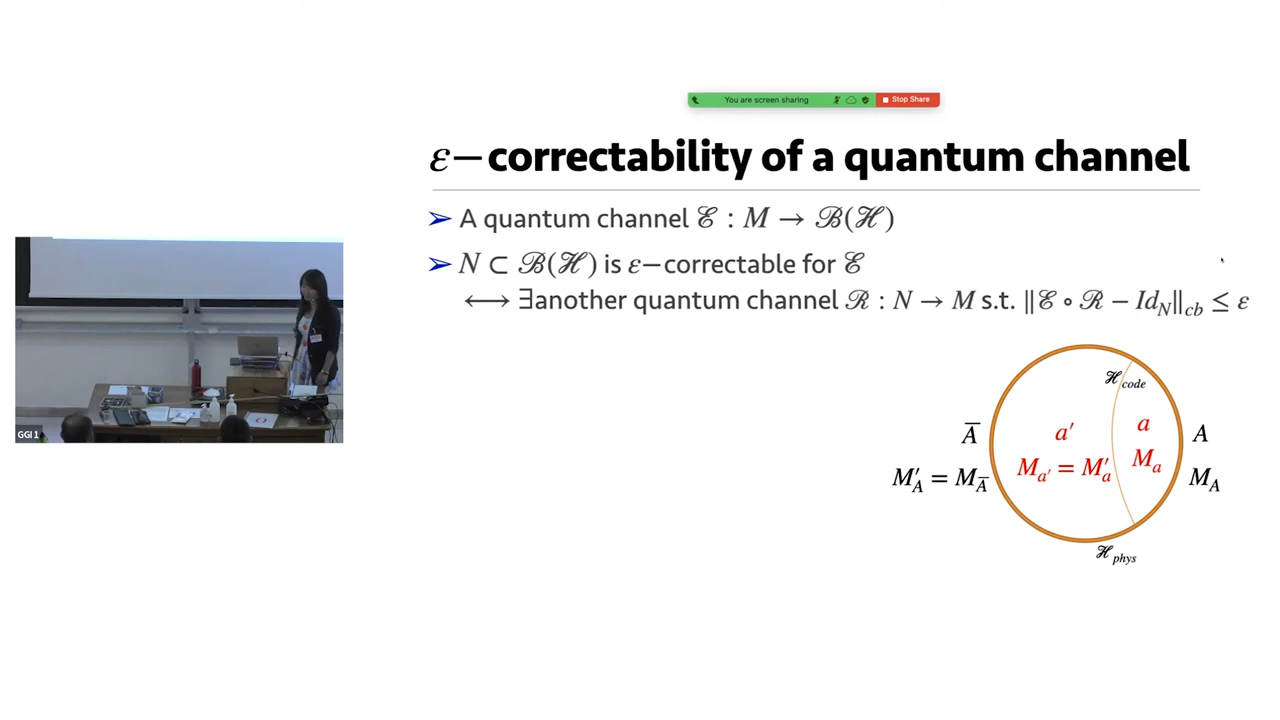 You are screen sharing
Stop Share
ε−correctability of a quantum channel
➢ A quantum channel ℰ : M → ℬ(ℋ)
➢ N ⊂ ℬ(ℋ) is ε−correctable for ℰ
⟷ ∃another quantum channel ℛ : N → M s.t. ∥ℰ ∘ ℛ − Id_N∥_cb ≤ ε
ℋ_code
A̅
a′
a
A
M′_A = M_A̅
M_a′ = M′_a
M_a
M_A
ℋ_phys
GGI 1